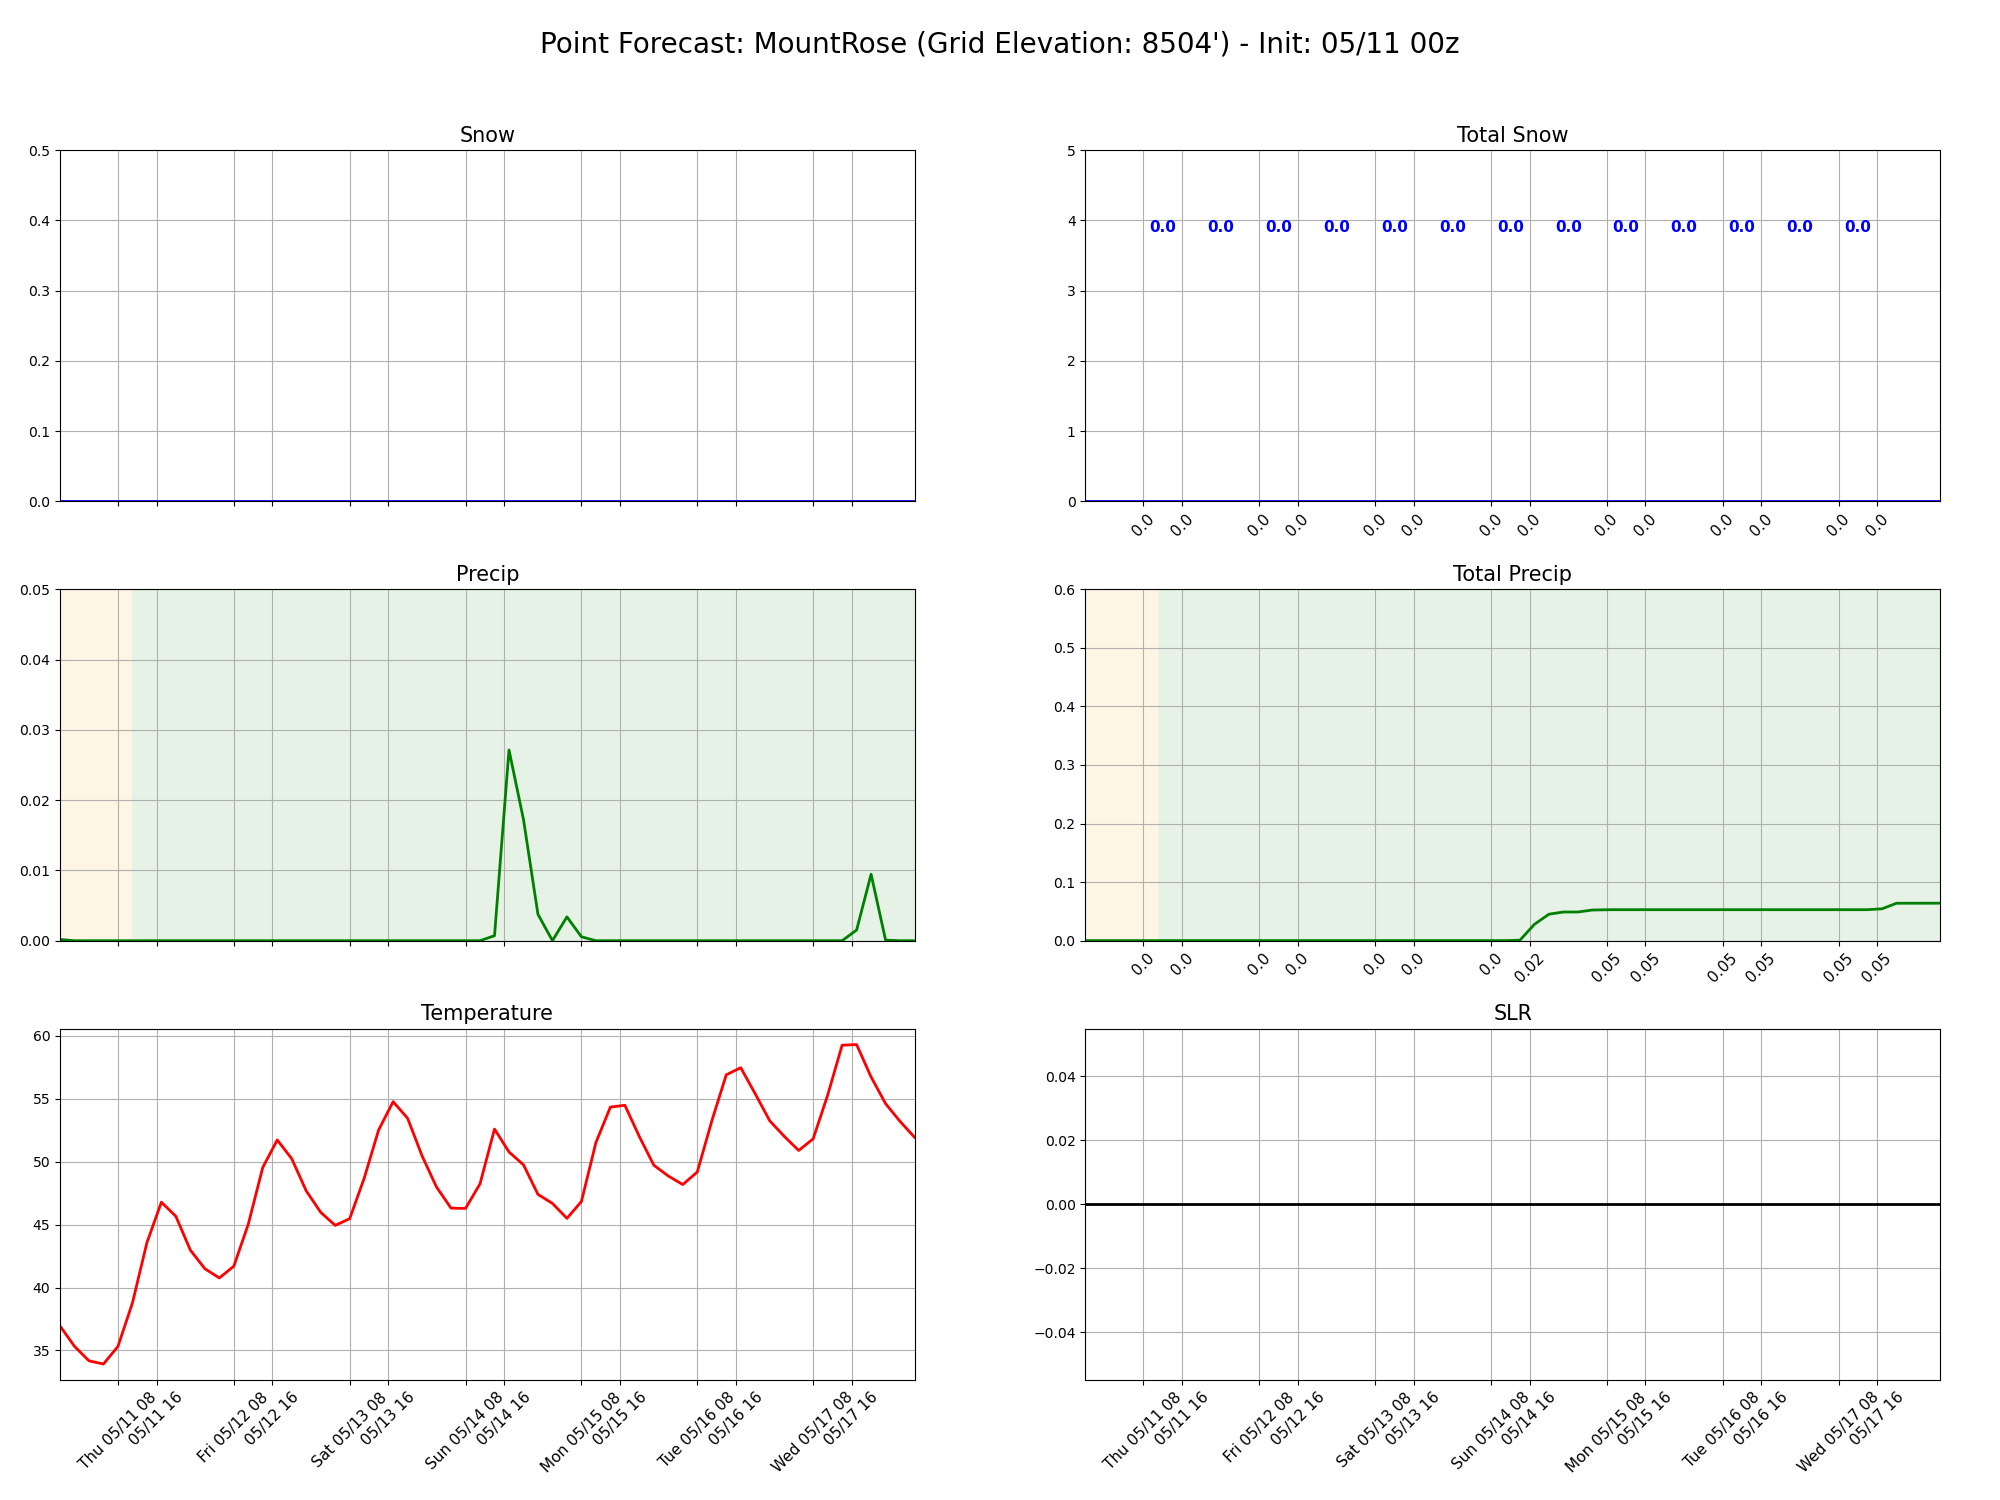 Point Forecast: MountRose (Grid Elevation: 8504') - Init: 05/11 00z
Snow
0.5
0.4
0.3
0.2
0.1
0.0
Total Snow
5
4
3
2
1
0
0.0 0.0 0.0 0.0 0.0 0.0 0.0 0.0 0.0 0.0 0.0 0.0 0.0
0.0 0.0 0.0 0.0 0.0 0.0 0.0 0.0 0.0 0.0 0.0 0.0 0.0 0.0
Precip
0.05
0.04
0.03
0.02
0.01
0.00
Total Precip
0.6
0.5
0.4
0.3
0.2
0.1
0.0
0.0 0.0 0.0 0.0 0.0 0.0 0.0 0.02 0.05 0.05 0.05 0.05 0.05 0.05
Temperature
60
55
50
45
40
35
Thu 05/11 08
05/11 16
Fri 05/12 08
05/12 16
Sat 05/13 08
05/13 16
Sun 05/14 08
05/14 16
Mon 05/15 08
05/15 16
Tue 05/16 08
05/16 16
Wed 05/17 08
05/17 16
SLR
0.04
0.02
0.00
−0.02
−0.04
Thu 05/11 08
05/11 16
Fri 05/12 08
05/12 16
Sat 05/13 08
05/13 16
Sun 05/14 08
05/14 16
Mon 05/15 08
05/15 16
Tue 05/16 08
05/16 16
Wed 05/17 08
05/17 16